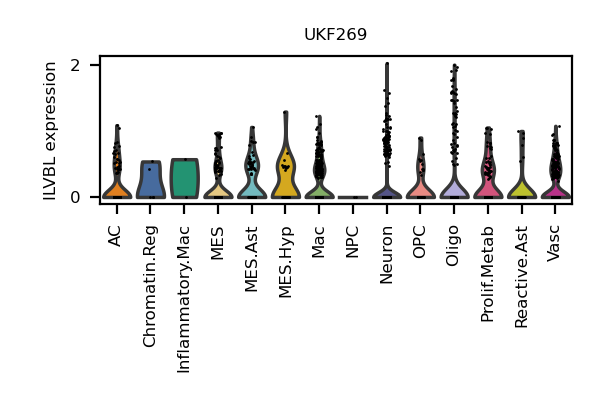 UKF269
ILVBL expression
2
0
AC
Chromatin.Reg
Inflammatory.Mac
MES
MES.Ast
MES.Hyp
Mac
NPC
Neuron
OPC
Oligo
Prolif.Metab
Reactive.Ast
Vasc